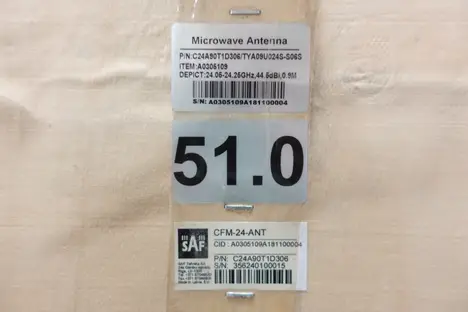 Microwave Antenna
P/N:C24A90T1D306/TYA09U024S-S06S
ITEM:A0305109
DEPICT:24.05-24.25GHz,44.5dBi,0.9M
S/N: A0305109A181100004
51.0
SAF
CFM-24-ANT
CID : A0305109A181100004
P/N: C24A90T1D306
S/N: 356240100015